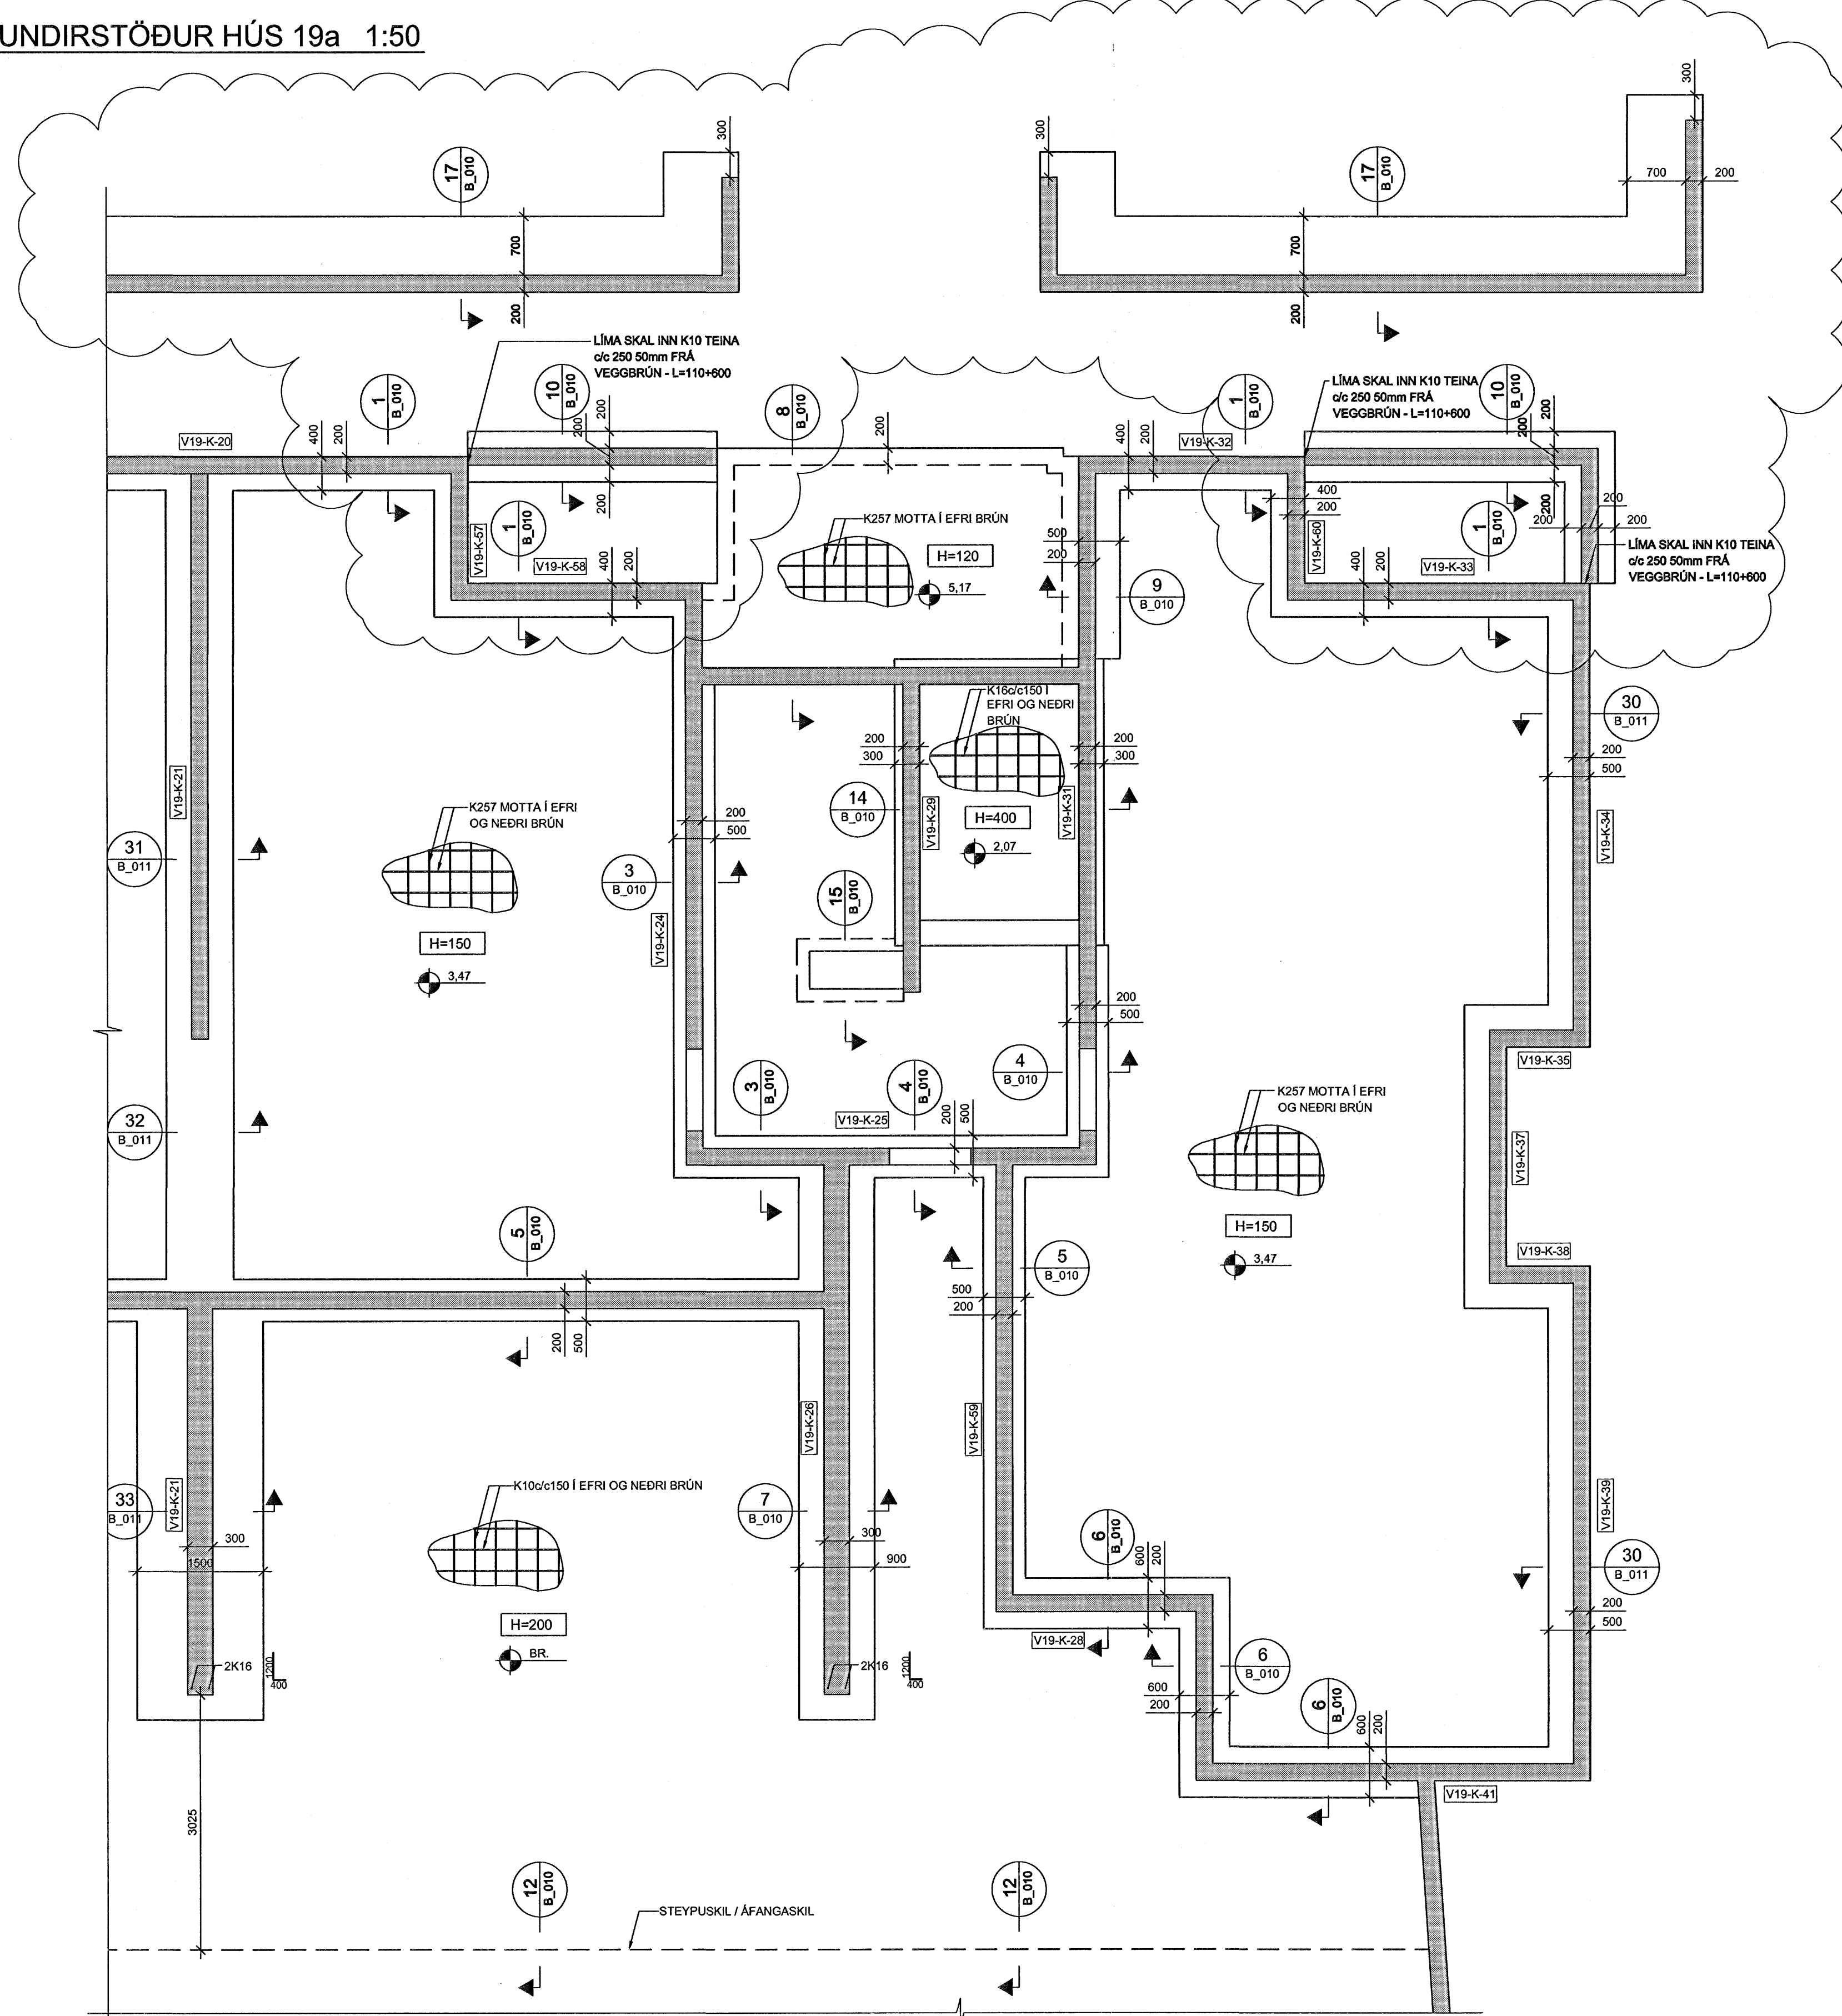 UNDIRSTÖÐUR HÚS 19a 1:50
300
300
300
17
B_010
17
B_010
700
200
700
200
700
200
LÍMA SKAL INN K10 TEINA
c/c 250 50mm FRÁ
VEGGBRÚN - L=110+600
LÍMA SKAL INN K10 TEINA
c/c 250 50mm FRÁ
VEGGBRÚN - L=110+600
1
B_010
10
B_010
8
B_010
1
B_010
10
B_010
V19-K-20
400
200
200
200
200
200
400
200
V19-K-32
200
200
200
V19-K-57
1
B_010
V19-K-58
400
200
K257 MOTTA Í EFRI BRÚN
H=120
5,17
500
200
9
B_010
400
200
V19-K-60
400
200
1
B_010
V19-K-33
200
200
200
LÍMA SKAL INN K10 TEINA
c/c 250 50mm FRÁ
VEGGBRÚN - L=110+600
K16c/c150 Í
EFRI OG NEÐRI
BRÚN
200
300
200
300
30
B_011
200
500
V19-K-21
K257 MOTTA Í EFRI
OG NEÐRI BRÚN
200
500
14
B_010
V19-K-29
H=400
2,07
V19-K-31
V19-K-34
31
B_011
3
B_010
15
B_010
V19-K-24
H=150
3,47
200
500
V19-K-35
32
B_011
3
B_010
4
B_010
4
B_010
V19-K-25
200
500
K257 MOTTA Í EFRI
OG NEÐRI BRÚN
V19-K-37
H=150
3,47
V19-K-38
5
B_010
5
B_010
500
200
200
500
V19-K-26
V19-K-59
33
B_011
V19-K-21
K10c/c150 Í EFRI OG NEÐRI BRÚN
7
B_010
V19-K-39
300
1500
300
900
6
B_010
600
200
30
B_011
200
500
H=200
BR.
V19-K-28
2K16
1200
400
2K16
1200
400
6
B_010
600
200
6
B_010
600
200
V19-K-41
3025
12
B_010
12
B_010
STEYPUSKIL / ÁFANGASKIL